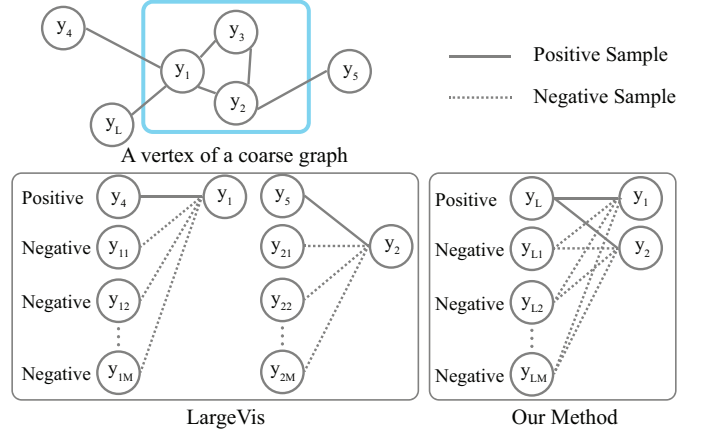 y4
y3
y1
y5
y2
yL
Positive Sample
Negative Sample
A vertex of a coarse graph
Positive y4 y1 y5
Negative y11 y21 y2
Negative y12 y22
Negative y1M y2M
LargeVis
Positive yL y1
Negative yL1 y2
Negative yL2
Negative yLM
Our Method